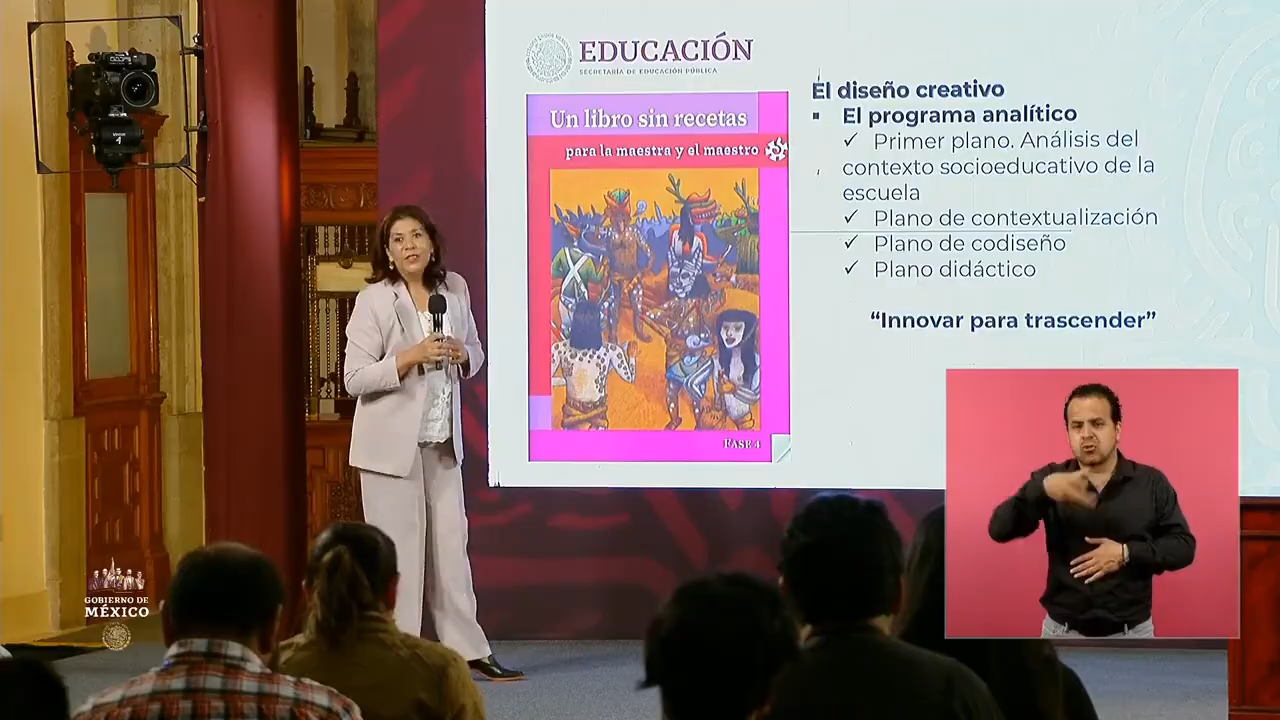 EDUCACIÓN
SECRETARÍA DE EDUCACIÓN PÚBLICA
Un libro sin recetas
para la maestra y el maestro
FASE 4
El diseño creativo
▪ El programa analítico
✓ Primer plano. Análisis del
contexto socioeducativo de la
escuela
✓ Plano de contextualización
✓ Plano de codiseño
✓ Plano didáctico
“Innovar para trascender”
GOBIERNO DE
MÉXICO